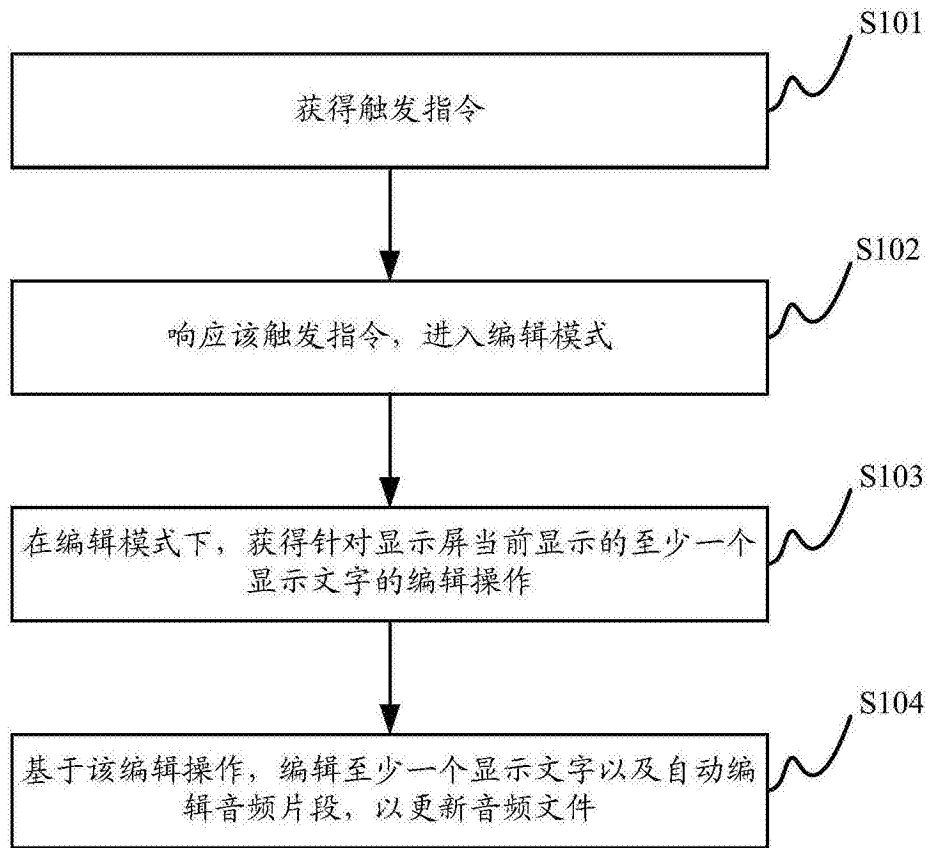 S101
获得触发指令
S102
响应该触发指令，进入编辑模式
S103
在编辑模式下，获得针对显示屏当前显示的至少一个
显示文字的编辑操作
S104
基于该编辑操作，编辑至少一个显示文字以及自动编
辑音频片段，以更新音频文件